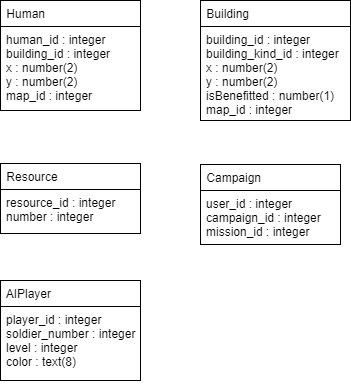 Human
human_id : integer
building_id : integer
x : number(2)
y : number(2)
map_id : integer
Building
building_id : integer
building_kind_id : integer
x : number(2)
y : number(2)
isBenefitted : number(1)
map_id : integer
Resource
resource_id : integer
number : integer
Campaign
user_id : integer
campaign_id : integer
mission_id : integer
AIPlayer
player_id : integer
soldier_number : integer
level : integer
color : text(8)